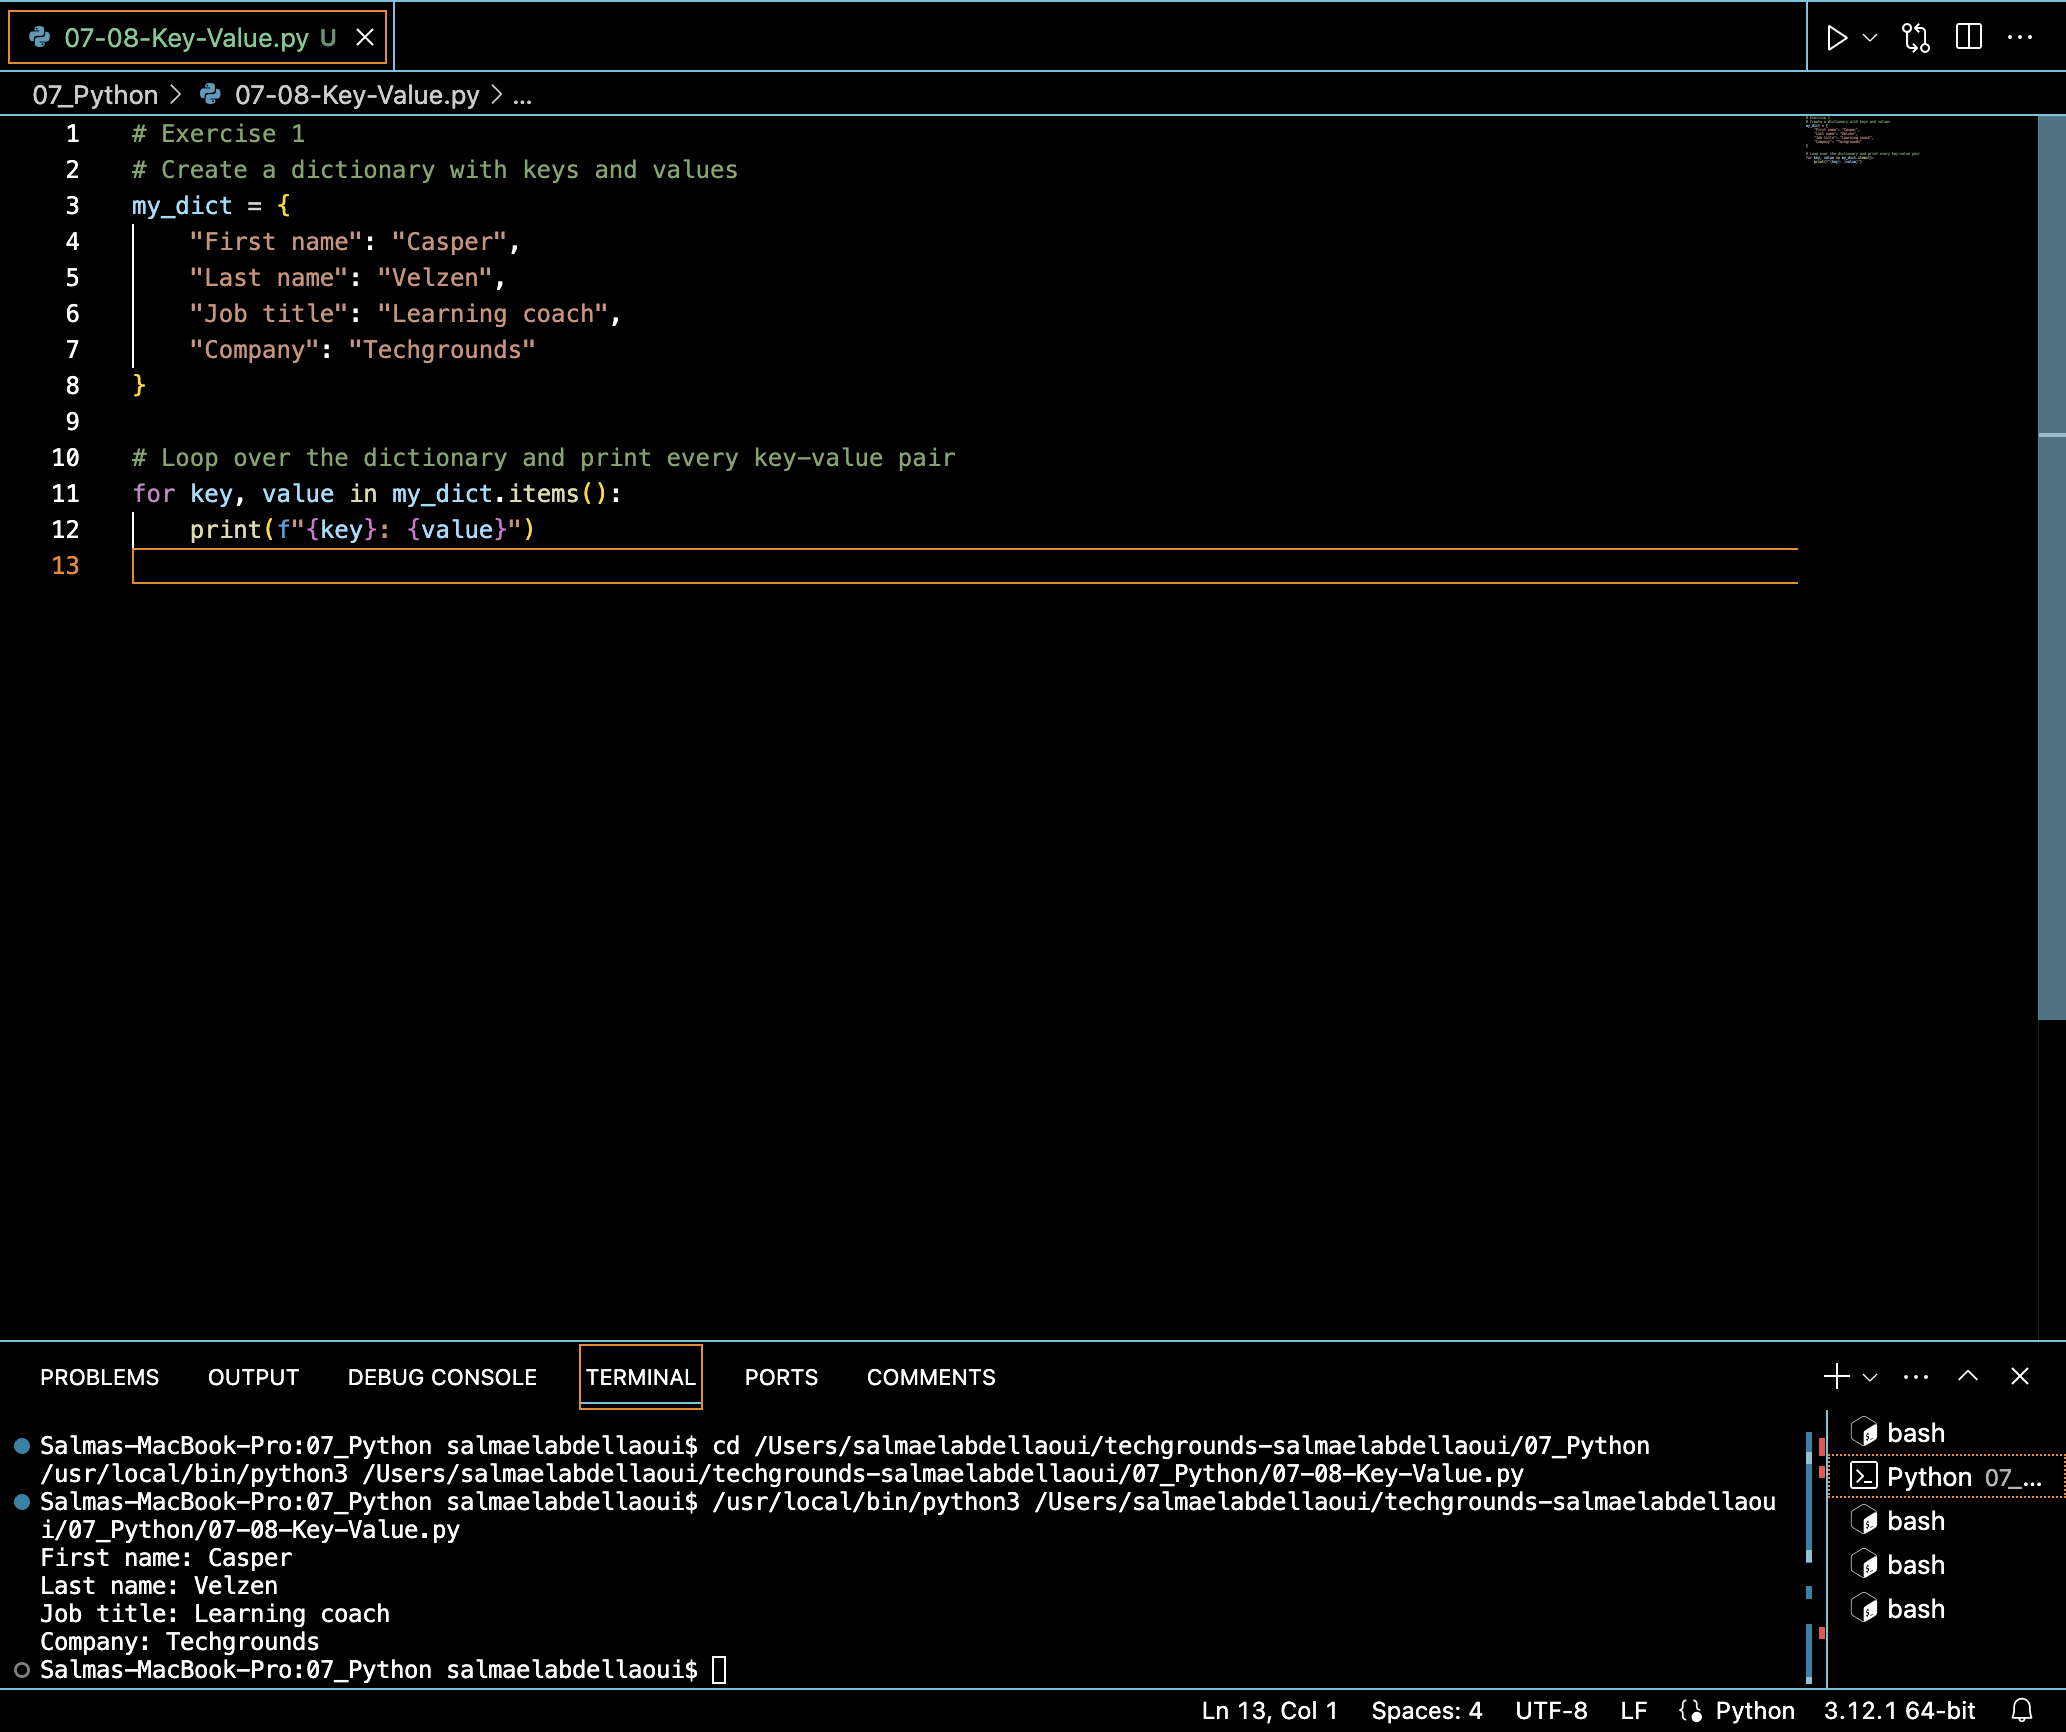 07-08-Key-Value.py U
07_Python > 07-08-Key-Value.py > ...
1 # Exercise 1
2 # Create a dictionary with keys and values
3 my_dict = {
4     "First name": "Casper",
5     "Last name": "Velzen",
6     "Job title": "Learning coach",
7     "Company": "Techgrounds"
8 }
9
10 # Loop over the dictionary and print every key-value pair
11 for key, value in my_dict.items():
12     print(f"{key}: {value}")
13
PROBLEMS OUTPUT DEBUG CONSOLE TERMINAL PORTS COMMENTS
Salmas-MacBook-Pro:07_Python salmaelabdellaoui$ cd /Users/salmaelabdellaoui/techgrounds-salmaelabdellaoui/07_Python
/usr/local/bin/python3 /Users/salmaelabdellaoui/techgrounds-salmaelabdellaoui/07_Python/07-08-Key-Value.py
Salmas-MacBook-Pro:07_Python salmaelabdellaoui$ /usr/local/bin/python3 /Users/salmaelabdellaoui/techgrounds-salmaelabdellaou
i/07_Python/07-08-Key-Value.py
First name: Casper
Last name: Velzen
Job title: Learning coach
Company: Techgrounds
Salmas-MacBook-Pro:07_Python salmaelabdellaoui$
bash
Python 07_...
bash
bash
bash
Ln 13, Col 1 Spaces: 4 UTF-8 LF Python 3.12.1 64-bit